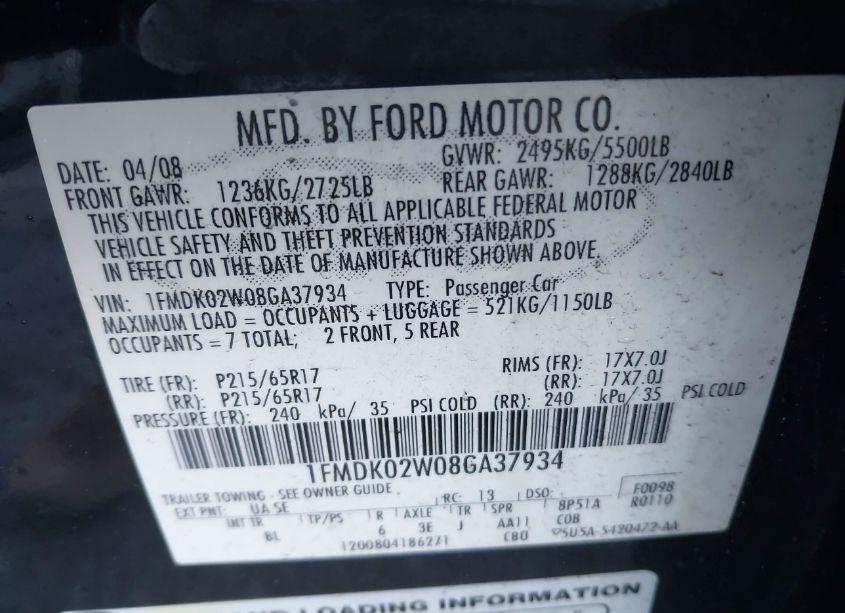 MFD. BY FORD MOTOR CO.
DATE: 04/08 GVWR: 2495KG/5500LB
FRONT GAWR: 1236KG/2725LB REAR GAWR: 1288KG/2840LB
THIS VEHICLE CONFORMS TO ALL APPLICABLE FEDERAL MOTOR
VEHICLE SAFETY AND THEFT PREVENTION STANDARDS
IN EFFECT ON THE DATE OF MANUFACTURE SHOWN ABOVE.
VIN: 1FMDK02W08GA37934 TYPE: Passenger Car
MAXIMUM LOAD = OCCUPANTS + LUGGAGE = 521KG/1150LB
OCCUPANTS = 7 TOTAL; 2 FRONT, 5 REAR
TIRE (FR): P215/65R17 RIMS (FR): 17X7.0J
(RR): P215/65R17 (RR): 17X7.0J
PRESSURE (FR): 240 kPa/ 35 PSI COLD (RR): 240 kPa/ 35 PSI COLD
1FMDK02W08GA37934
TRAILER TOWING - SEE OWNER GUIDE RC: 13 DSO: F0098
EXT PNT: UA SE R0110
INT TR TP/PS R AXLE TR SPR 8P51A
BL 6 3E J AA11 COB
1200804186271 CBU 5U5A-5420472-AA
AND LOADING INFORMATION